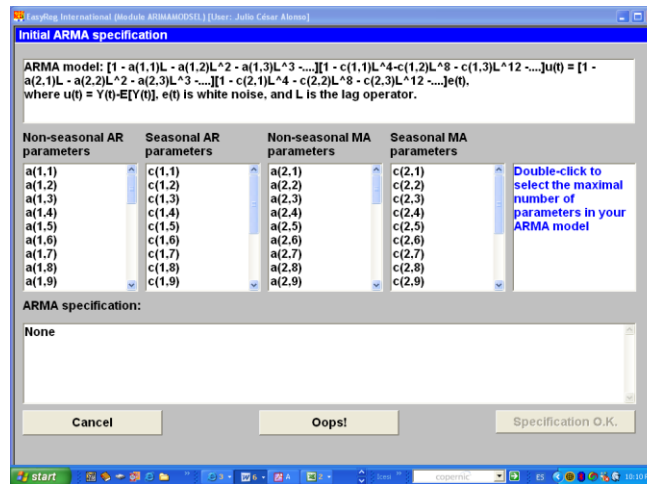 EasyReg International (Module ARIMAMODSEL) [User: Julio César Alonso]
Initial ARMA specification
ARMA model: [1 - a(1,1)L - a(1,2)L^2 - a(1,3)L^3 -....][1 - c(1,1)L^4-c(1,2)L^8 - c(1,3)L^12 -....]u(t) = [1 -
a(2,1)L - a(2,2)L^2 - a(2,3)L^3 -....][1 - c(2,1)L^4 - c(2,2)L^8 - c(2,3)L^12 -....]e(t),
where u(t) = Y(t)-E[Y(t)], e(t) is white noise, and L is the lag operator.
Non-seasonal AR parameters
a(1,1)
a(1,2)
a(1,3)
a(1,4)
a(1,5)
a(1,6)
a(1,7)
a(1,8)
a(1,9)
Seasonal AR parameters
c(1,1)
c(1,2)
c(1,3)
c(1,4)
c(1,5)
c(1,6)
c(1,7)
c(1,8)
c(1,9)
Non-seasonal MA parameters
a(2,1)
a(2,2)
a(2,3)
a(2,4)
a(2,5)
a(2,6)
a(2,7)
a(2,8)
a(2,9)
Seasonal MA parameters
c(2,1)
c(2,2)
c(2,3)
c(2,4)
c(2,5)
c(2,6)
c(2,7)
c(2,8)
c(2,9)
Double-click to
select the maximal
number of
parameters in your
ARMA model
ARMA specification:
None
Cancel
Oops!
Specification O.K.
start
3
6
A
2
Icesi
copernic
ES
10:10